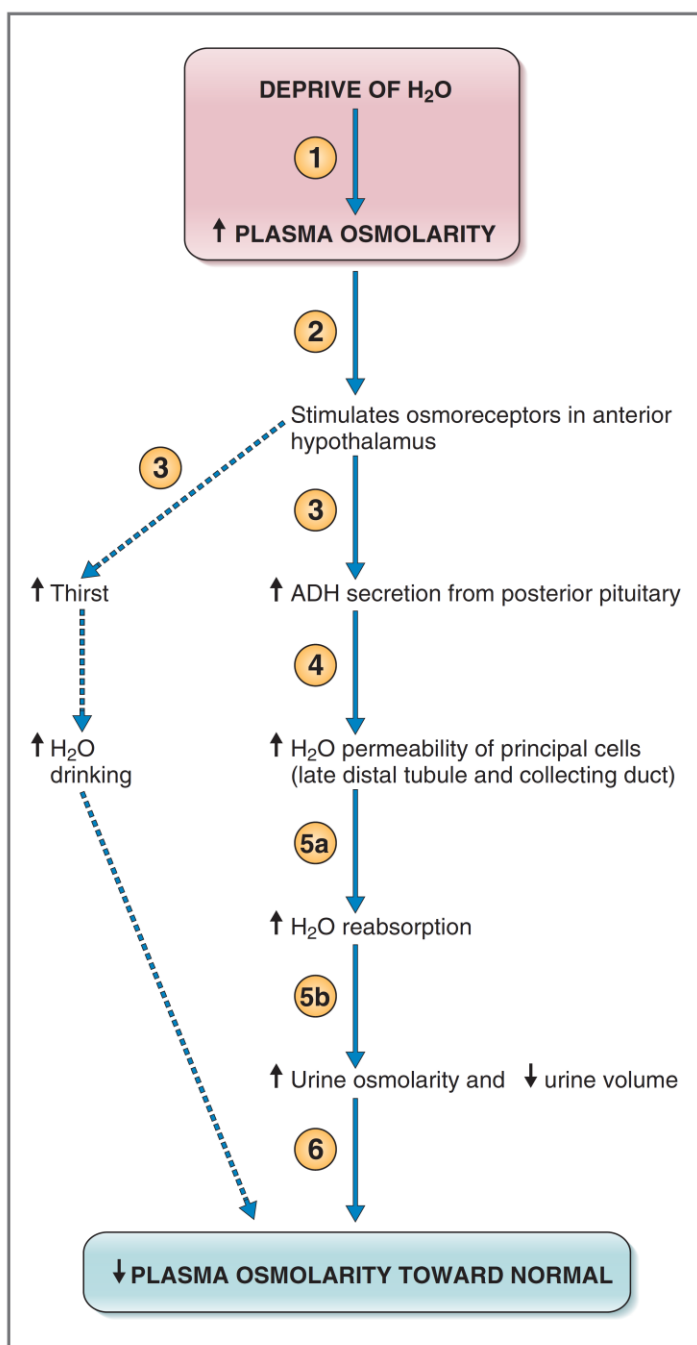 DEPRIVE OF H₂O
1
↑ PLASMA OSMOLARITY
2
Stimulates osmoreceptors in anterior
hypothalamus
3
3
↑ Thirst
↑ ADH secretion from posterior pituitary
4
↑ H₂O
drinking
↑ H₂O permeability of principal cells
(late distal tubule and collecting duct)
5a
↑ H₂O reabsorption
5b
↑ Urine osmolarity and ↓ urine volume
6
↓ PLASMA OSMOLARITY TOWARD NORMAL